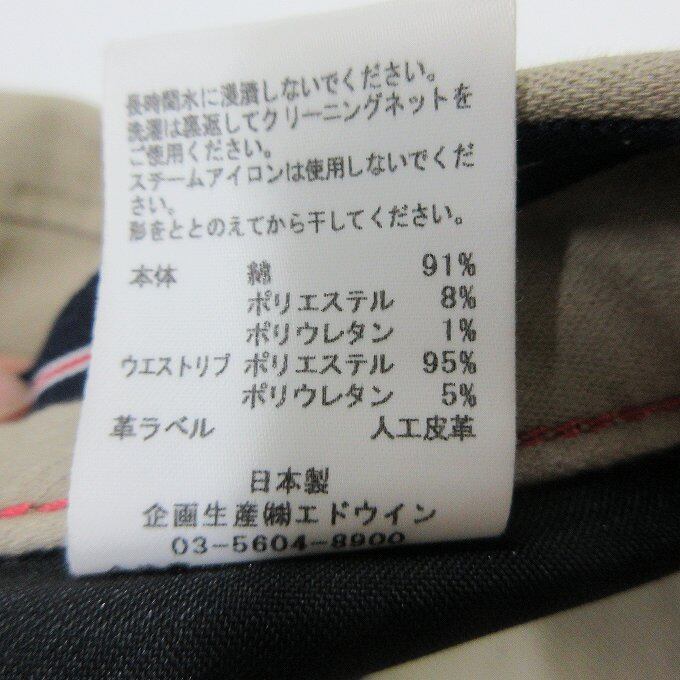 長時間水に浸漬しないでください。
洗濯は裏返してクリーニングネットを
ご使用ください。
スチームアイロンは使用しないでくだ
さい。
形をととのえてから干してください。
本体 綿 91%
ポリエステル 8%
ポリウレタン 1%
ウエストリブ ポリエステル 95%
ポリウレタン 5%
革ラベル 人工皮革
日本製
企画生産㈱エドウイン
03-5604-8900